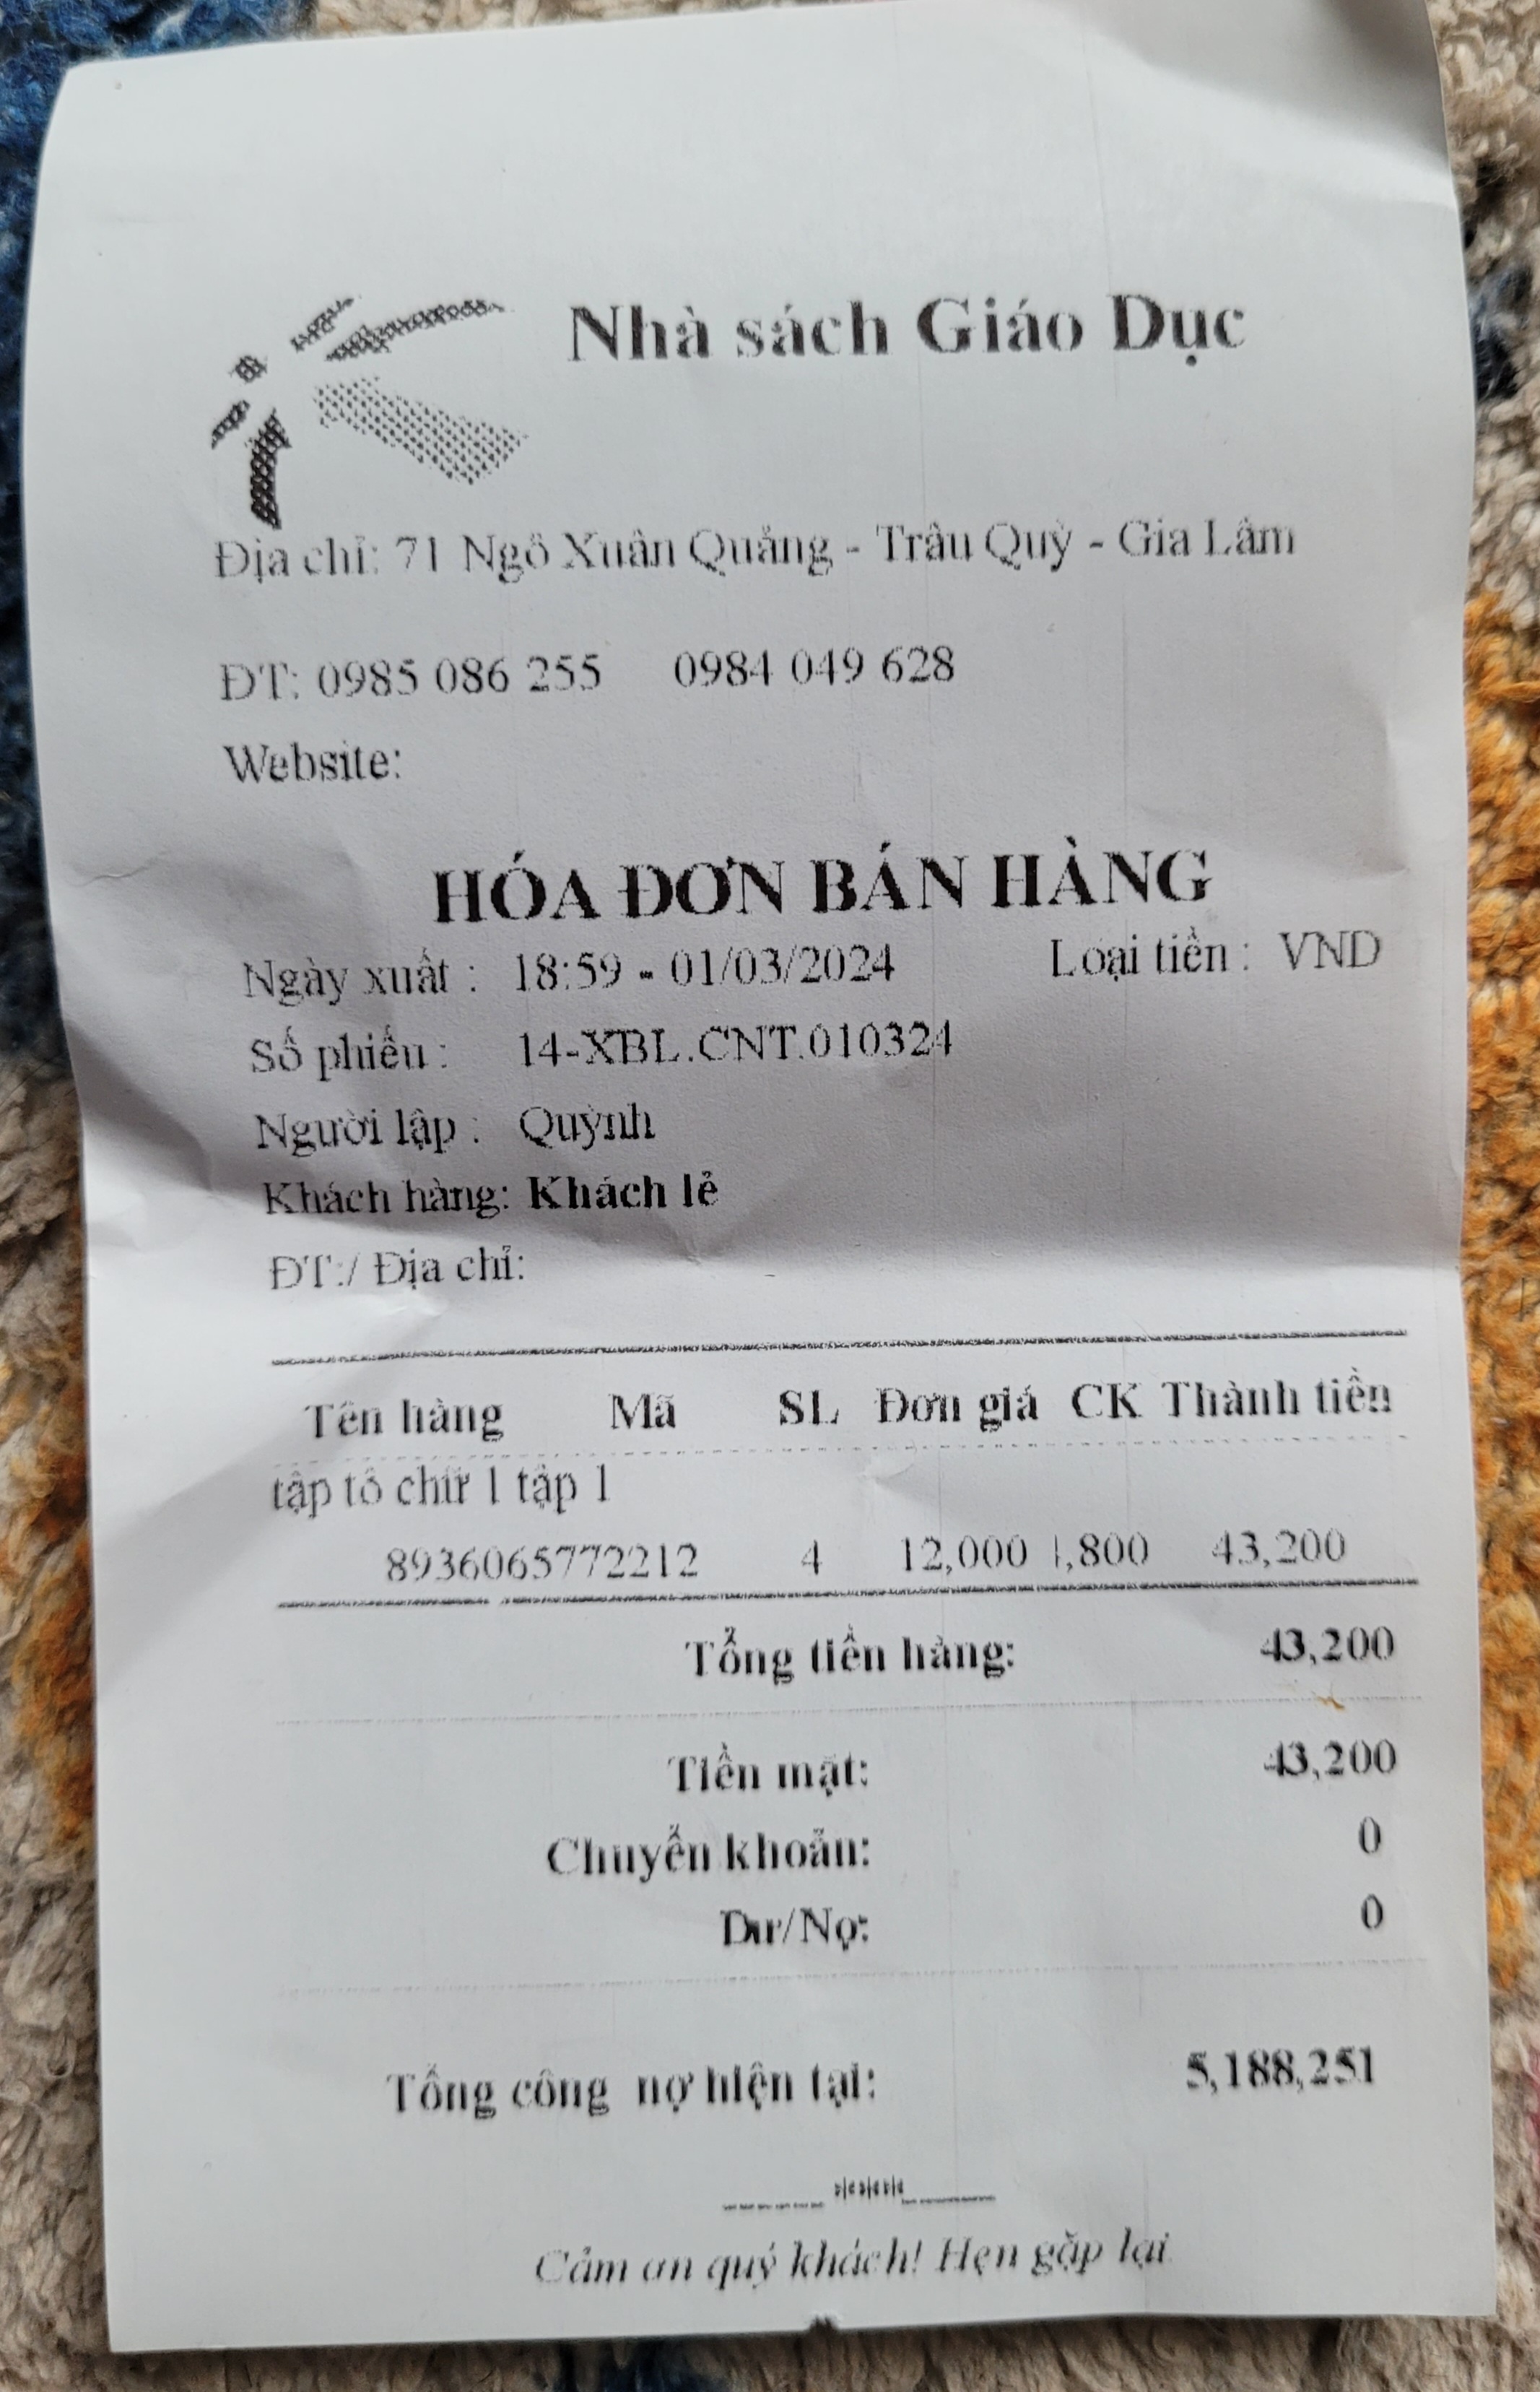 Nhà sách Giáo Dục
Địa chỉ: 71 Ngô Xuân Quảng - Trâu Quỳ - Gia Lâm
ĐT: 0985 086 255 0984 049 628
Website:
HÓA ĐƠN BÁN HÀNG
Ngày xuất : 18:59 - 01/03/2024 Loại tiền : VND
Số phiếu : 14-XBL.CNT.010324
Người lập : Quỳnh
Khách hàng: Khách lẻ
ĐT:/ Địa chỉ:
Tên hàng Mã SL Đơn giá CK Thành tiền
tập tô chữ 1 tập 1
8936065772212 4 12,000 4,800 43,200
Tổng tiền hàng: 43,200
Tiền mặt: 43,200
Chuyển khoản: 0
Dư/Nợ: 0
Tổng công nợ hiện tại: 5,188,251
Cảm ơn quý khách! Hẹn gặp lại